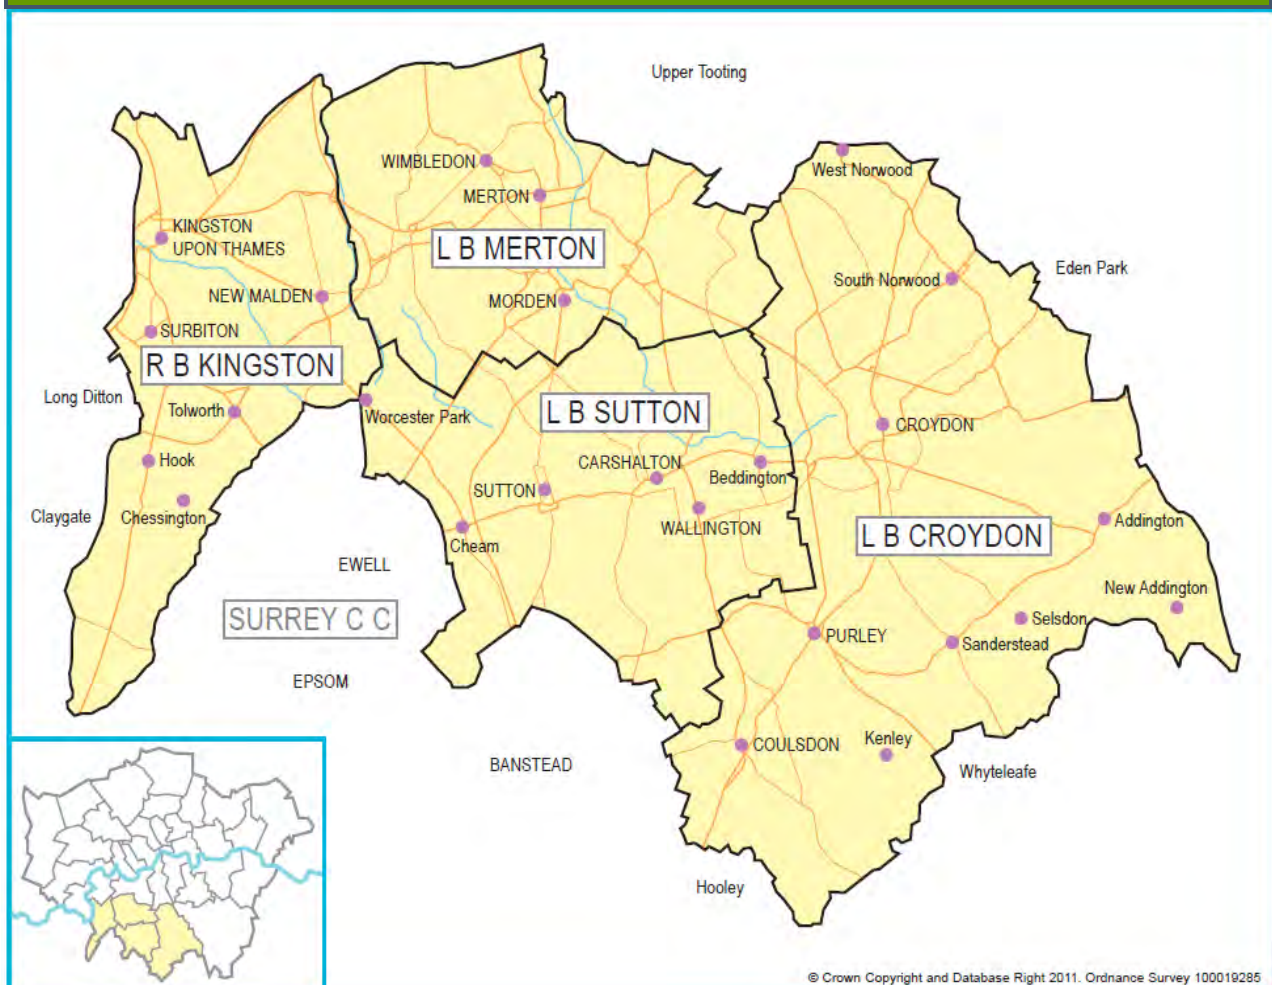 Upper Tooting
WIMBLEDON
West Norwood
MERTON
KINGSTON
UPON THAMES
L B MERTON
Eden Park
South Norwood
NEW MALDEN
MORDEN
SURBITON
R B KINGSTON
Long Ditton
Tolworth
Worcester Park
L B SUTTON
CROYDON
Hook
CARSHALTON
Beddington
SUTTON
Claygate
Chessington
WALLINGTON
Addington
Cheam
L B CROYDON
EWELL
New Addington
SURREY C C
Selsdon
PURLEY
Sanderstead
EPSOM
COULSDON
Kenley
BANSTEAD
Whyteleafe
Hooley
© Crown Copyright and Database Right 2011. Ordnance Survey 100019285